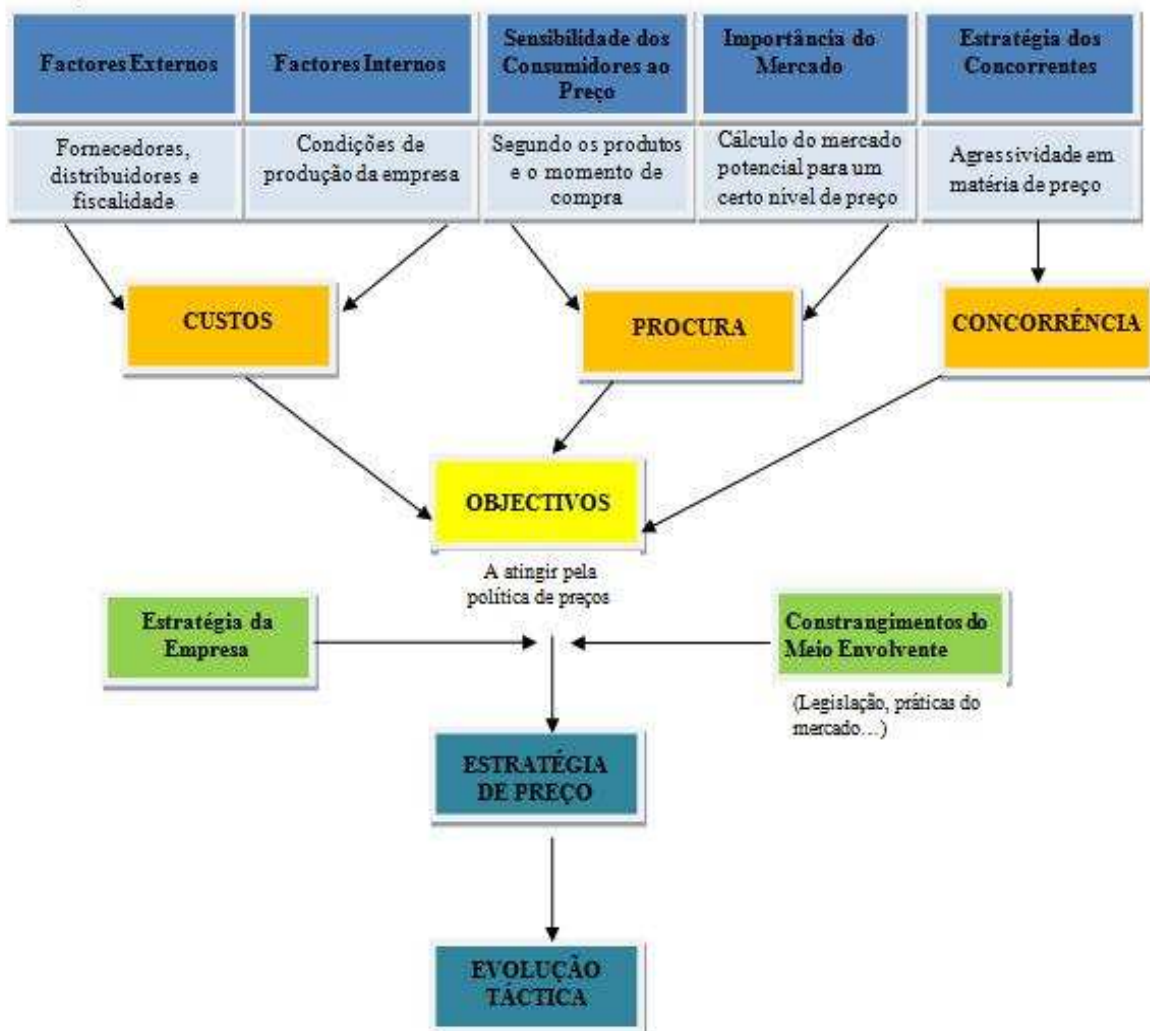 Factores Externos
Factores Internos
Sensibilidade dos
Consumidores ao
Preço
Importância do
Mercado
Estratégia dos
Concorrentes
Fornecedores,
distribuidores e
fiscalidade
Condições de
produção da empresa
Segundo os produtos
e o momento de
compra
Cálculo do mercado
potencial para um
certo nível de preço
Agressividade em
matéria de preço
CUSTOS
PROCURA
CONCORRÊNCIA
OBJECTIVOS
A atingir pela
política de preços
Estratégia da
Empresa
Constrangimentos do
Meio Envolvente
(Legislação, práticas do
mercado…)
ESTRATÉGIA
DE PREÇO
EVOLUÇÃO
TÁCTICA